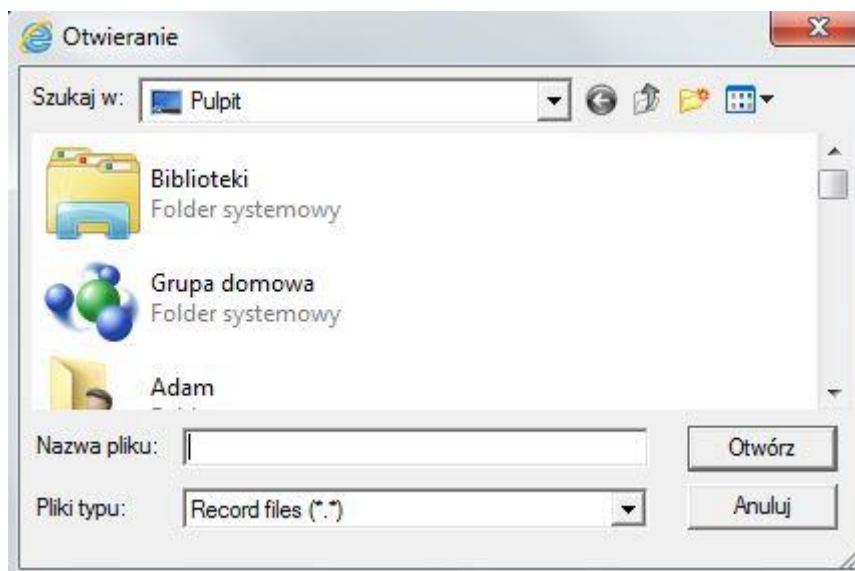 Otwieranie
Szukaj w: Pulpit
Biblioteki
Folder systemowy
Grupa domowa
Folder systemowy
Adam
Nazwa pliku:
Otwórz
Pliki typu: Record files (*.*)
Anuluj